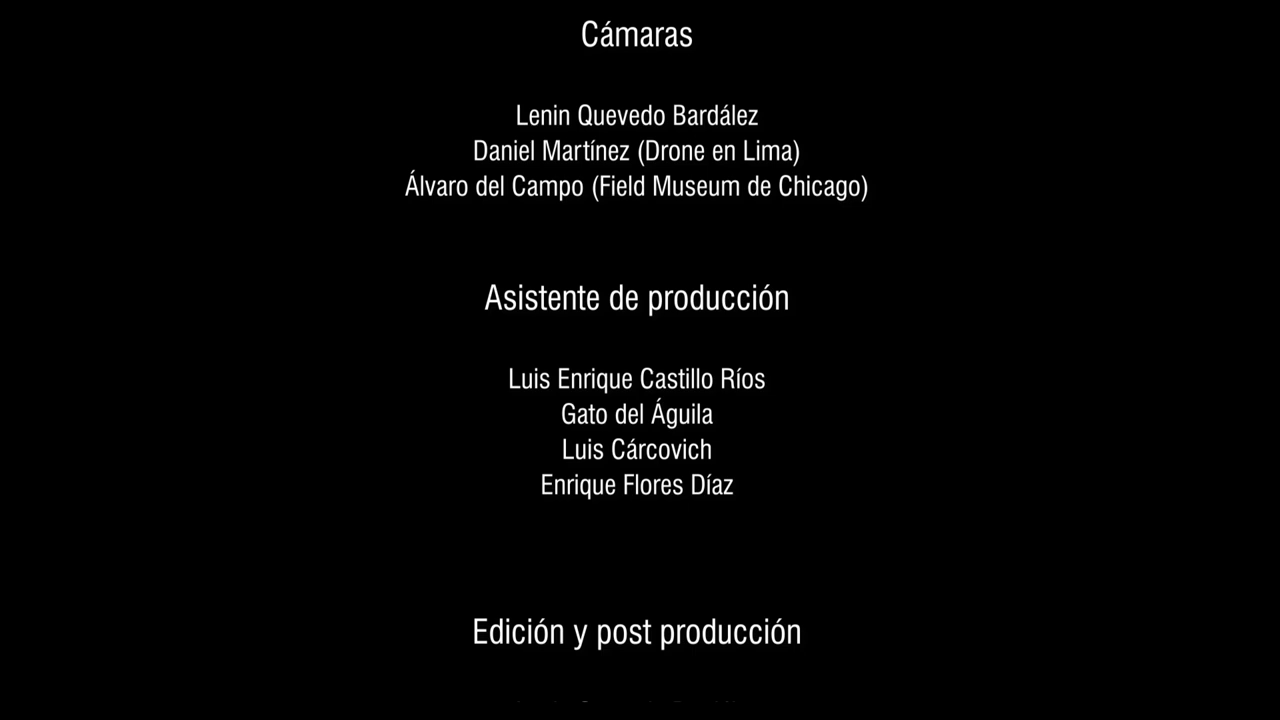 Cámaras
Lenin Quevedo Bardález
Daniel Martínez (Drone en Lima)
Álvaro del Campo (Field Museum de Chicago)
Asistente de producción
Luis Enrique Castillo Ríos
Gato del Águila
Luis Cárcovich
Enrique Flores Díaz
Edición y post producción